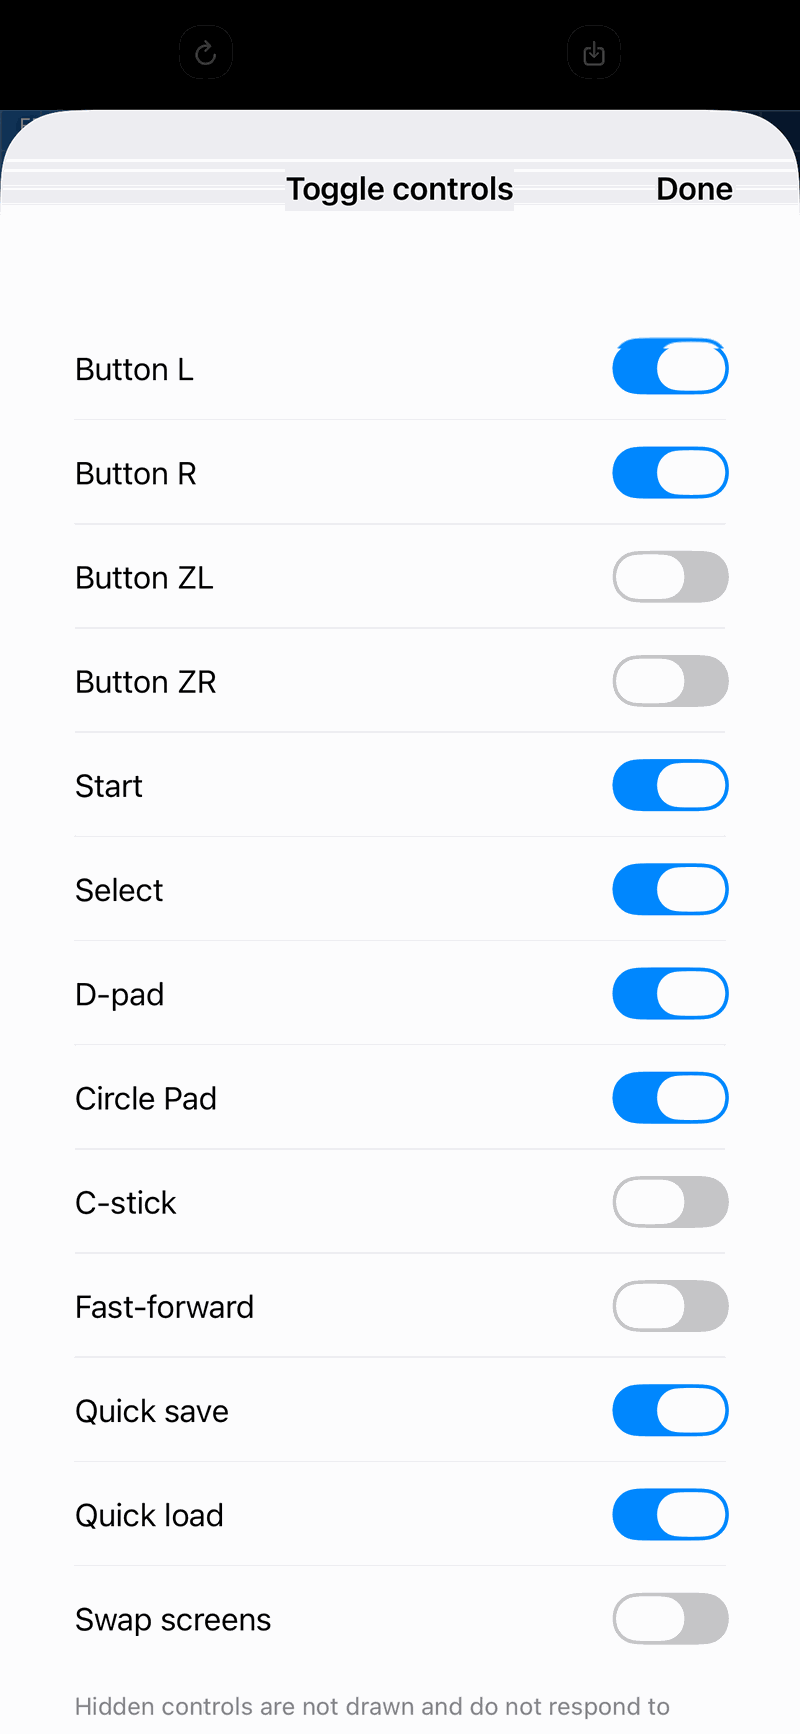 Toggle controls
Done
Button L
Button R
Button ZL
Button ZR
Start
Select
D-pad
Circle Pad
C-stick
Fast-forward
Quick save
Quick load
Swap screens
Hidden controls are not drawn and do not respond to